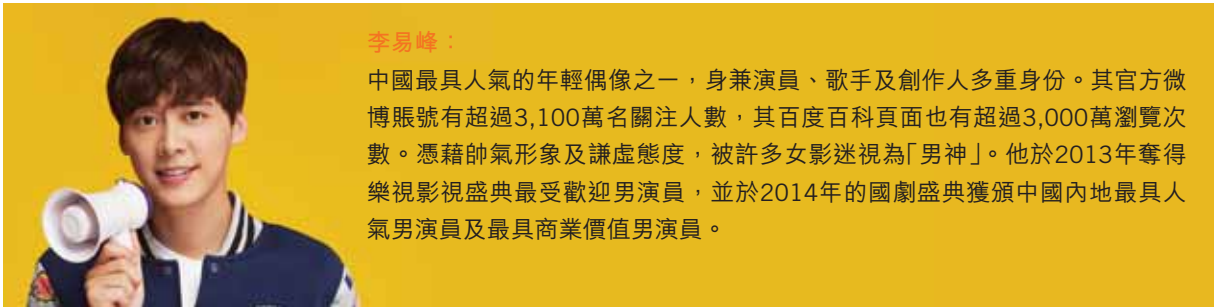 李易峰：
中國最具人氣的年輕偶像之一，身兼演員、歌手及創作人多重身份。其官方微
博賬號有超過3,100萬名關注人數，其百度百科頁面也有超過3,000萬瀏覽次
數。憑藉帥氣形象及謙虛態度，被許多女影迷視為「男神」。他於2013年奪得
樂視影視盛典最受歡迎男演員，並於2014年的國劇盛典獲頒中國內地最具人
氣男演員及最具商業價值男演員。